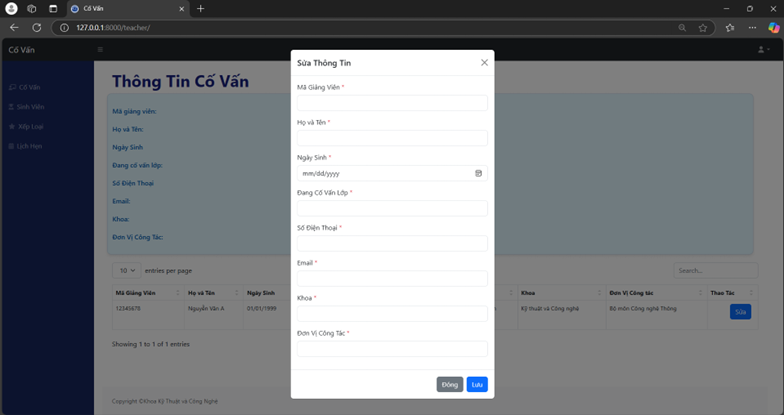 Cố Vấn
127.0.0.1:8000/teacher/
Cố Vấn
Cố Vấn
Sinh Viên
Xếp Loại
Lịch Hẹn
Thông Tin Cố Vấn
Mã giảng viên:
Họ và Tên:
Ngày Sinh
Đang cố vấn lớp:
Số Điện Thoại
Email:
Khoa:
Đơn Vị Công Tác:
10 entries per page
Search...
Mã Giảng Viên Họ và Tên Ngày Sinh Khoa Đơn Vị Công tác Thao Tác
12345678 Nguyễn Văn A 01/01/1999 Kỹ thuật và Công nghệ Bộ môn Công nghệ Thông Sửa
Showing 1 to 1 of 1 entries
Copyright ©Khoa Kỹ Thuật và Công Nghệ
Sửa Thông Tin
Mã Giảng Viên *
Họ và Tên *
Ngày Sinh *
mm/dd/yyyy
Đang Cố Vấn Lớp *
Số Điện Thoại *
Email *
Khoa *
Đơn Vị Công Tác *
Đóng Lưu